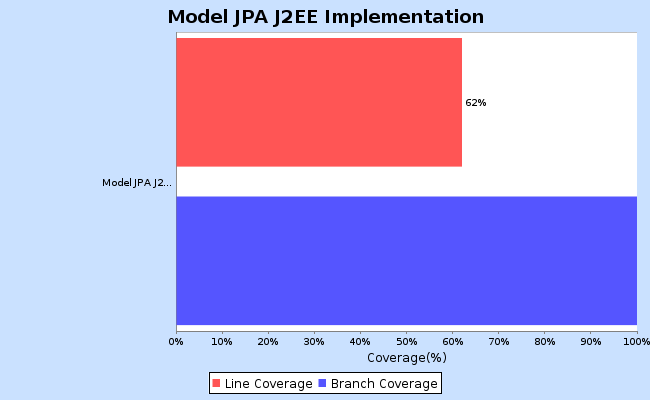 Model JPA J2EE Implementation
62%
Model JPA J2...
0% 10% 20% 30% 40% 50% 60% 70% 80% 90% 100%
Coverage(%)
Line Coverage Branch Coverage